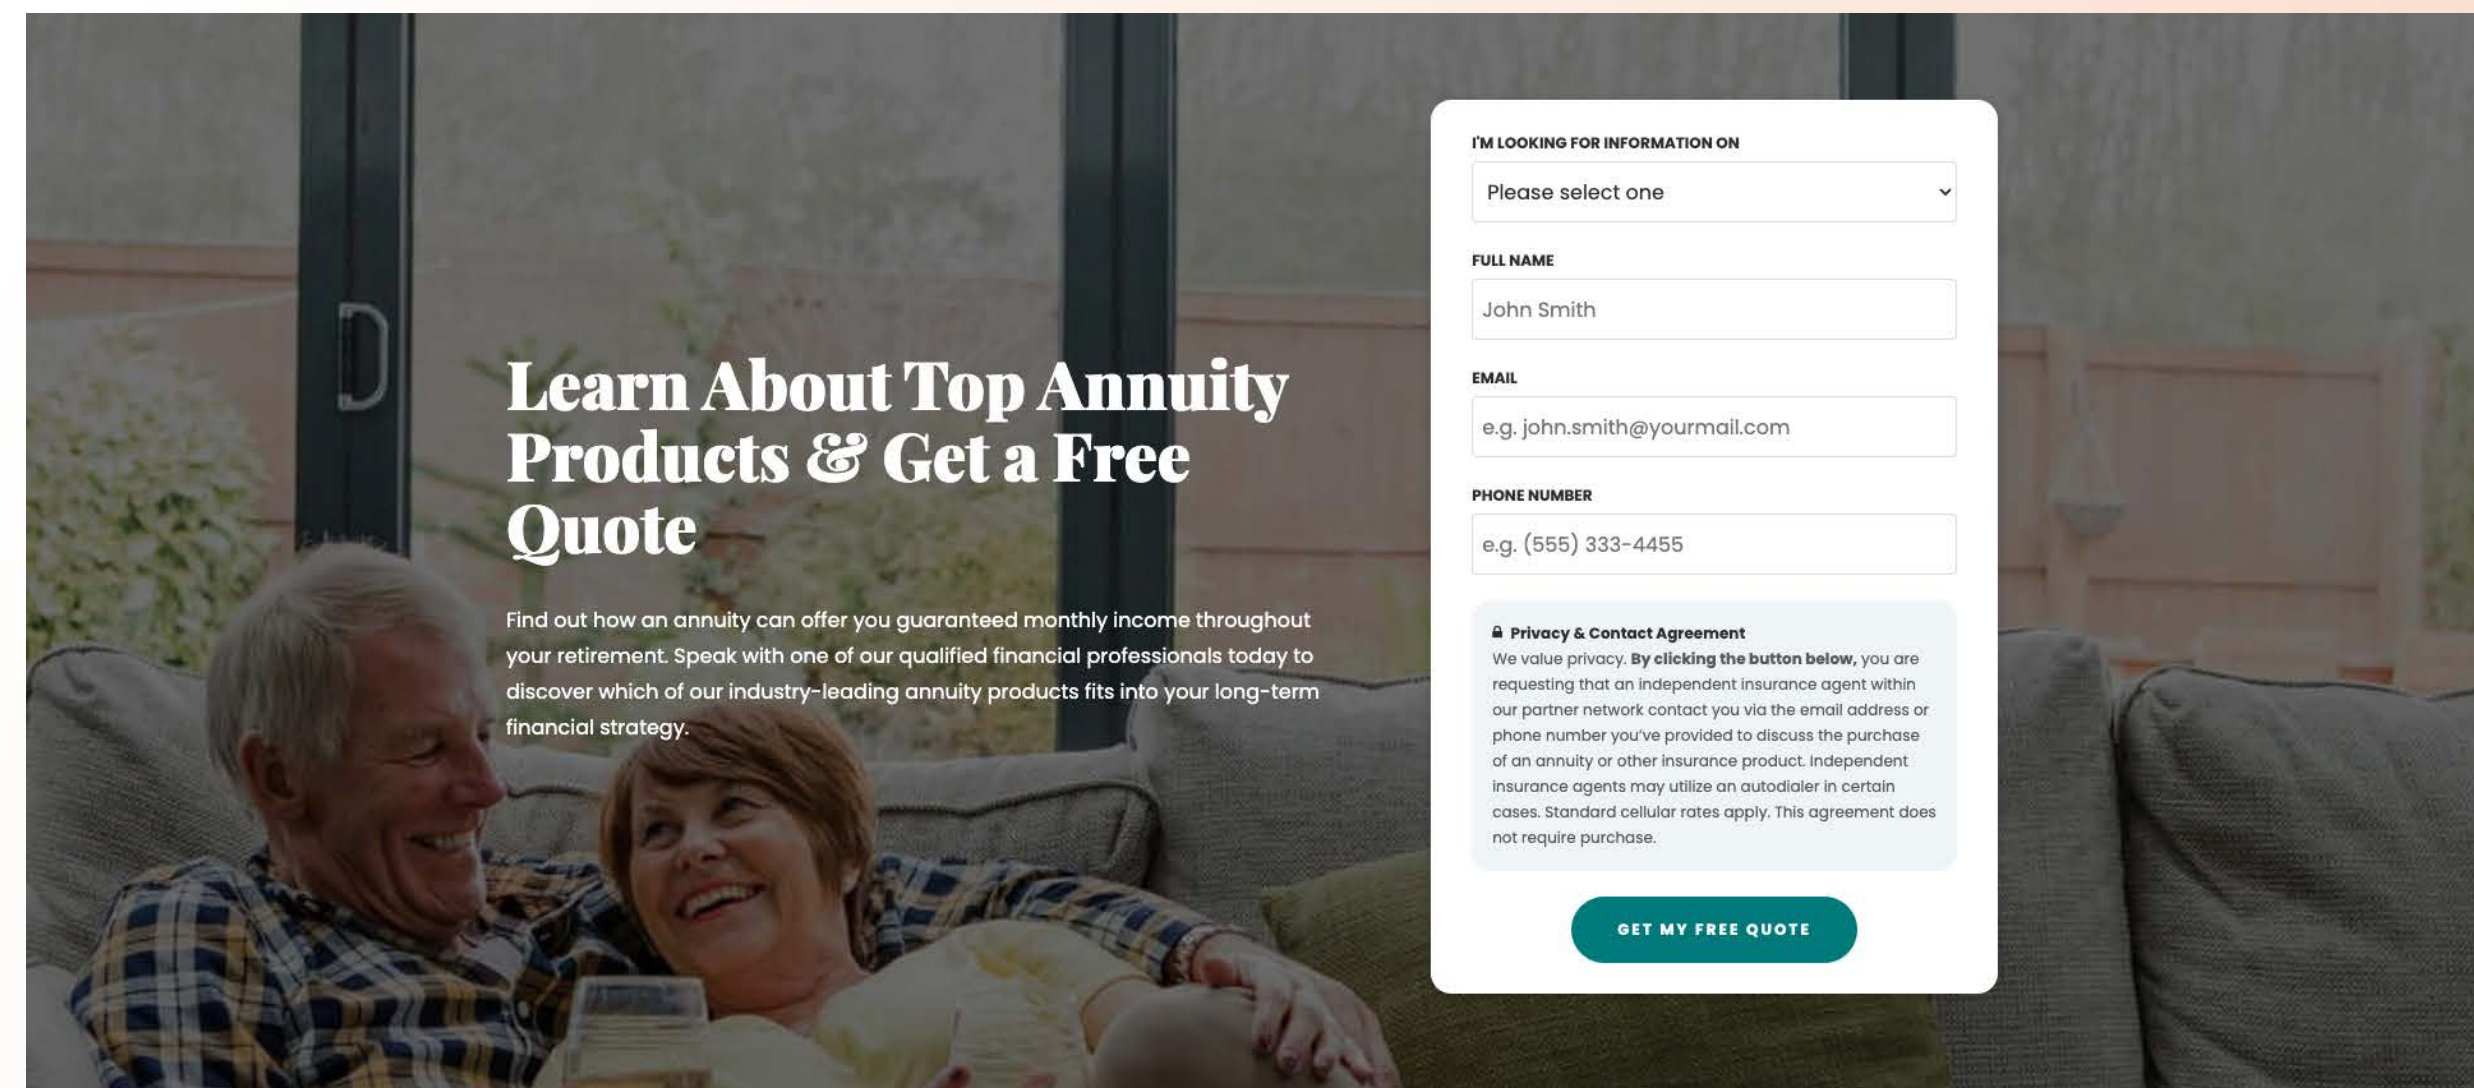 Learn About Top Annuity
Products & Get a Free
Quote
Find out how an annuity can offer you guaranteed monthly income throughout
your retirement. Speak with one of our qualified financial professionals today to
discover which of our industry-leading annuity products fits into your long-term
financial strategy.
I'M LOOKING FOR INFORMATION ON
Please select one
FULL NAME
John Smith
EMAIL
e.g. john.smith@yourmail.com
PHONE NUMBER
e.g. (555) 333-4455
Privacy & Contact Agreement
We value privacy. By clicking the button below, you are
requesting that an independent insurance agent within
our partner network contact you via the email address or
phone number you've provided to discuss the purchase
of an annuity or other insurance product. Independent
insurance agents may utilize an autodialer in certain
cases. Standard cellular rates apply. This agreement does
not require purchase.
GET MY FREE QUOTE